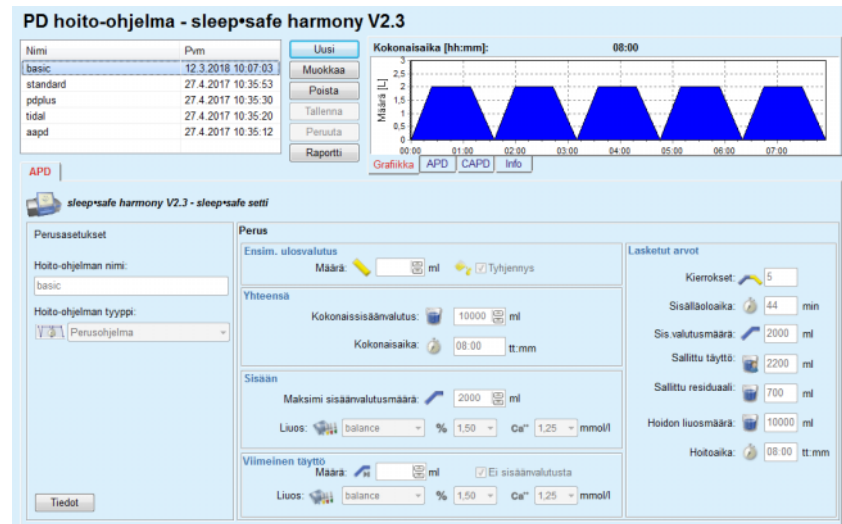 PD hoito-ohjelma - sleep•safe harmony V2.3
Nimi Pvm
basic 12.3.2018 10:07:03
standard 27.4.2017 10:35:53
pdplus 27.4.2017 10:35:30
tidal 27.4.2017 10:35:20
aapd 27.4.2017 10:35:12
Uusi
Muokkaa
Poista
Tallenna
Peruuta
Raportti
Kokonaisaika [hh:mm]: 08:00
Määrä [L]
3
2,5
2
1,5
1
0,5
0
00:00 01:00 02:00 03:00 04:00 05:00 06:00 07:00
Grafiikka APD CAPD Info
APD
sleep•safe harmony V2.3 - sleep•safe setti
Perusasetukset
Hoito-ohjelman nimi:
basic
Hoito-ohjelman tyyppi:
Perusohjelma
Tiedot
Perus
Ensim. ulosvalutus
Määrä: ml Tyhjennys
Yhteensä
Kokonaissisäänvalutus: 10000 ml
Kokonaisaika: 08:00 tt:mm
Sisään
Maksimi sisäänvalutusmäärä: 2000 ml
Liuos: balance % 1,50 Ca⁺⁺ 1,25 mmol/l
Viimeinen täyttö
Määrä: ml Ei sisäänvalutusta
Liuos: balance % 1,50 Ca⁺⁺ 1,25 mmol/l
Lasketut arvot
Kierrokset: 5
Sisälläoloaika: 44 min
Sis.valutusmäärä: 2000 ml
Sallittu täyttö: 2200 ml
Sallittu residuaali: 700 ml
Hoidon liuosmäärä: 10000 ml
Hoitoaika: 08:00 tt:mm